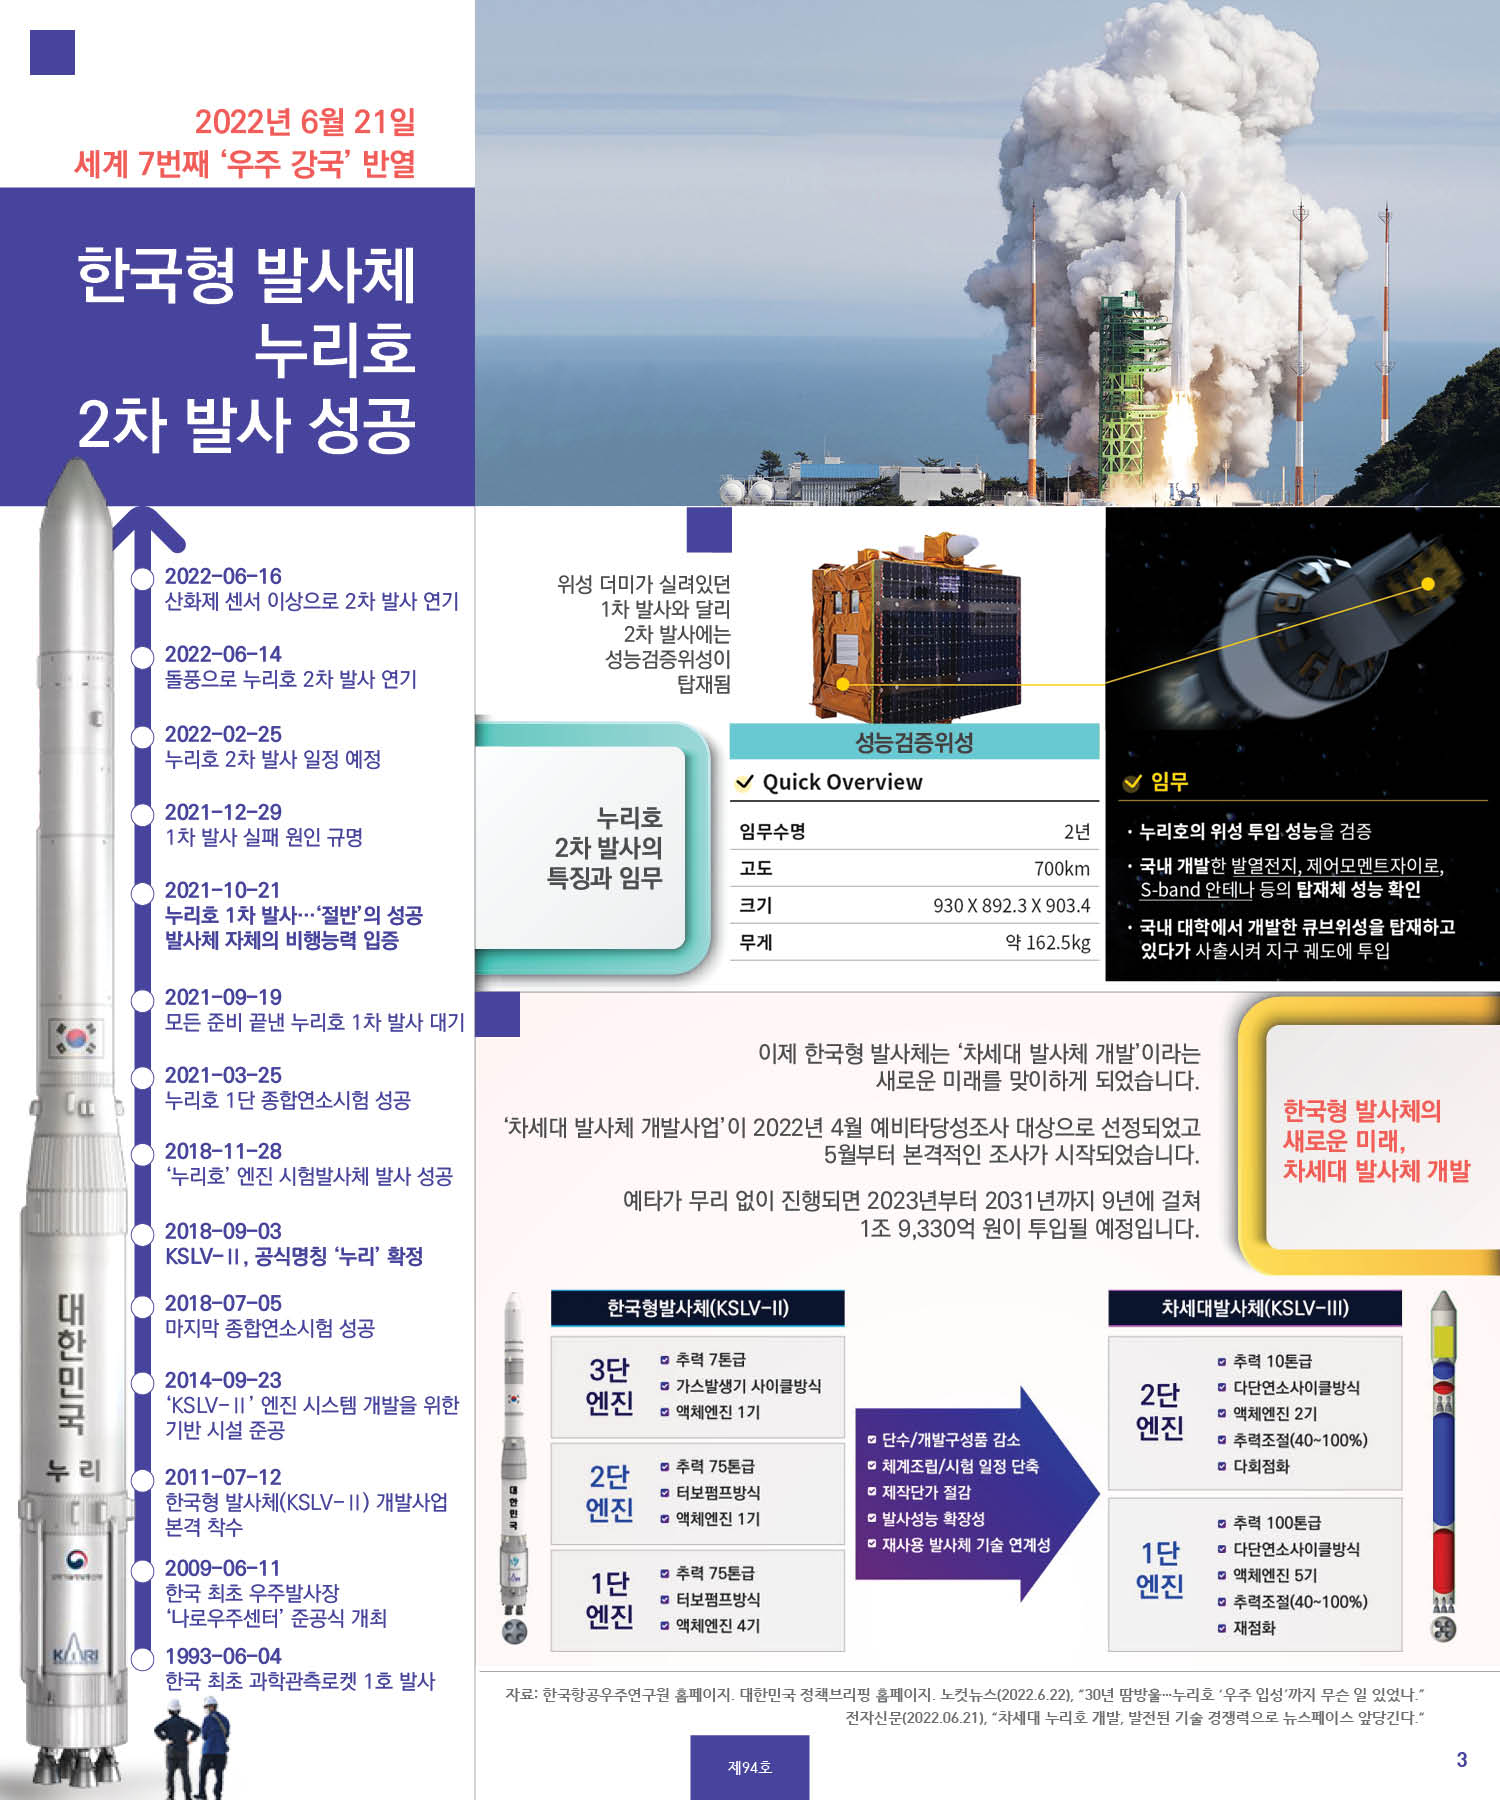 2022년 6월 21일
세계 7번째 ‘우주 강국’ 반열
한국형 발사체
누리호
2차 발사 성공
2022-06-16
산화제 센서 이상으로 2차 발사 연기
2022-06-14
돌풍으로 누리호 2차 발사 연기
2022-02-25
누리호 2차 발사 일정 예정
2021-12-29
1차 발사 실패 원인 규명
2021-10-21
누리호 1차 발사…‘절반’의 성공
발사체 자체의 비행능력 입증
2021-09-19
모든 준비 끝낸 누리호 1차 발사 대기
2021-03-25
누리호 1단 종합연소시험 성공
2018-11-28
‘누리호’ 엔진 시험발사체 발사 성공
2018-09-03
KSLV-Ⅱ, 공식명칭 ‘누리’ 확정
2018-07-05
마지막 종합연소시험 성공
2014-09-23
‘KSLV-Ⅱ’ 엔진 시스템 개발을 위한
기반 시설 준공
2011-07-12
한국형 발사체(KSLV-Ⅱ) 개발사업
본격 착수
2009-06-11
한국 최초 우주발사장
‘나로우주센터’ 준공식 개최
1993-06-04
한국 최초 과학관측로켓 1호 발사
대한민국
누리
KARI
위성 더미가 실려있던
1차 발사와 달리
2차 발사에는
성능검증위성이
탑재됨
누리호
2차 발사의
특징과 임무
성능검증위성
Quick Overview
임무수명 2년
고도 700km
크기 930 X 892.3 X 903.4
무게 약 162.5kg
임무
· 누리호의 위성 투입 성능을 검증
· 국내 개발한 발열전지, 제어모멘트자이로,
S-band 안테나 등의 탑재체 성능 확인
· 국내 대학에서 개발한 큐브위성을 탑재하고
있다가 사출시켜 지구 궤도에 투입
이제 한국형 발사체는 ‘차세대 발사체 개발’이라는
새로운 미래를 맞이하게 되었습니다.
‘차세대 발사체 개발사업’이 2022년 4월 예비타당성조사 대상으로 선정되었고
5월부터 본격적인 조사가 시작되었습니다.
예타가 무리 없이 진행되면 2023년부터 2031년까지 9년에 걸쳐
1조 9,330억 원이 투입될 예정입니다.
한국형 발사체의
새로운 미래,
차세대 발사체 개발
한국형발사체(KSLV-II)
3단
엔진
추력 7톤급
가스발생기 사이클방식
액체엔진 1기
2단
엔진
추력 75톤급
터보펌프방식
액체엔진 1기
1단
엔진
추력 75톤급
터보펌프방식
액체엔진 4기
대한민국
단수/개발구성품 감소
체계조립/시험 일정 단축
제작단가 절감
발사성능 확장성
재사용 발사체 기술 연계성
차세대발사체(KSLV-III)
2단
엔진
추력 10톤급
다단연소사이클방식
액체엔진 2기
추력조절(40~100%)
다회점화
1단
엔진
추력 100톤급
다단연소사이클방식
액체엔진 5기
추력조절(40~100%)
재점화
자료: 한국항공우주연구원 홈페이지. 대한민국 정책브리핑 홈페이지. 노컷뉴스(2022.6.22), “30년 땀방울…누리호 ‘우주 입성’까지 무슨 일 있었나.”
전자신문(2022.06.21), “차세대 누리호 개발, 발전된 기술 경쟁력으로 뉴스페이스 앞당긴다.”
제94호
3